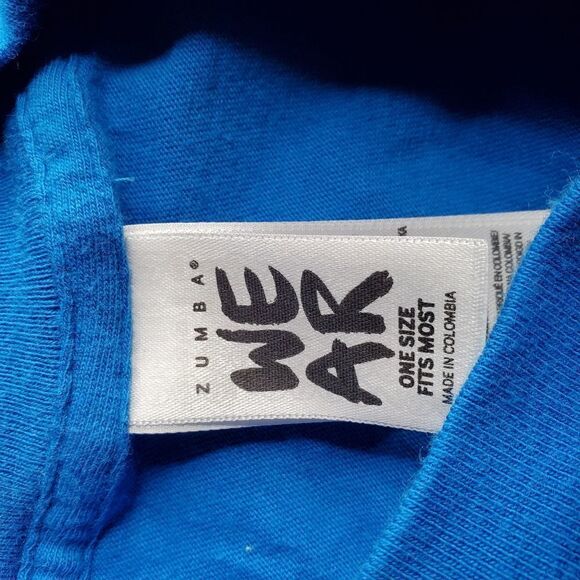 ZUMBA®
WE
AR
ONE SIZE
FITS MOST
MADE IN COLOMBIA